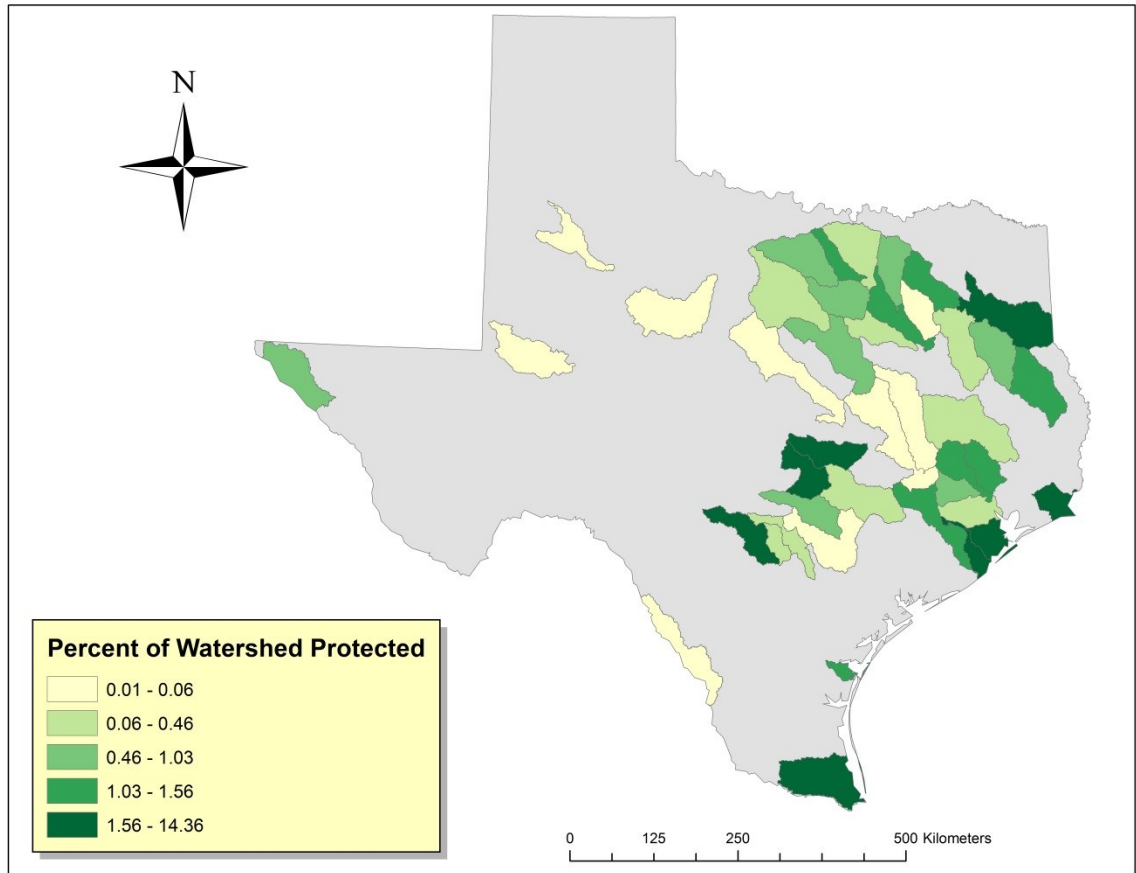 N
Percent of Watershed Protected
0.01 - 0.06
0.06 - 0.46
0.46 - 1.03
1.03 - 1.56
1.56 - 14.36
0 125 250 500 Kilometers